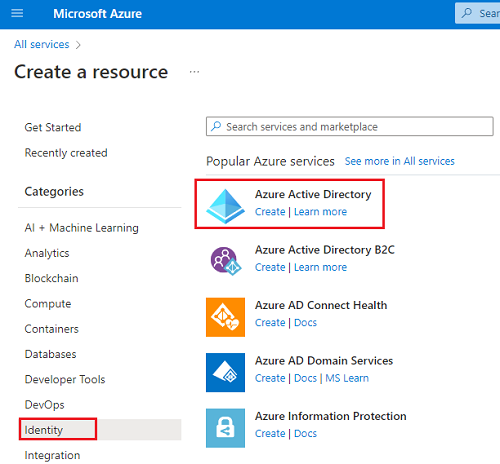 Microsoft Azure
Sea
All services >
Create a resource ...
Get Started
Recently created
Categories
AI + Machine Learning
Analytics
Blockchain
Compute
Containers
Databases
Developer Tools
DevOps
Identity
Integration
Search services and marketplace
Popular Azure services See more in All services
Azure Active Directory
Create | Learn more
Azure Active Directory B2C
Create | Learn more
Azure AD Connect Health
Create | Docs
Azure AD Domain Services
Create | Docs | MS Learn
Azure Information Protection
Create | Docs